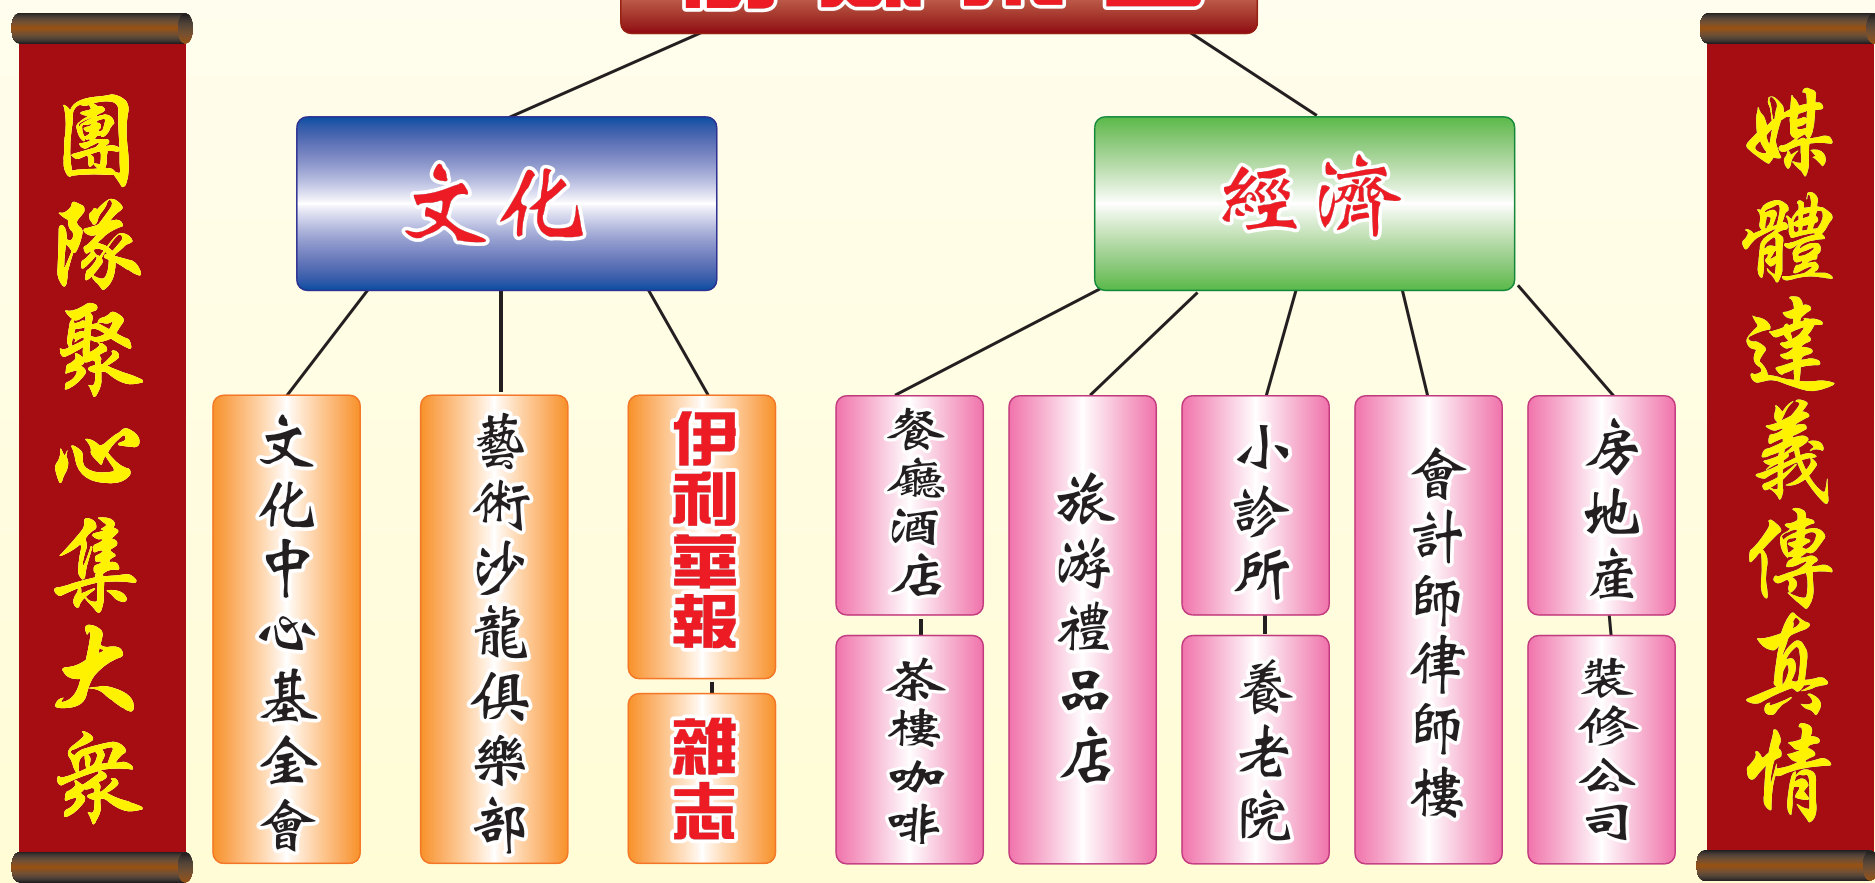 團隊聚心集大衆
文化
經濟
文化中心基金會
藝術沙龍俱樂部
伊利華報
雜志
餐廳酒店
茶樓咖啡
旅游禮品店
小診所
養老院
會計師律師樓
房地産
裝修公司
媒體達義傳真情